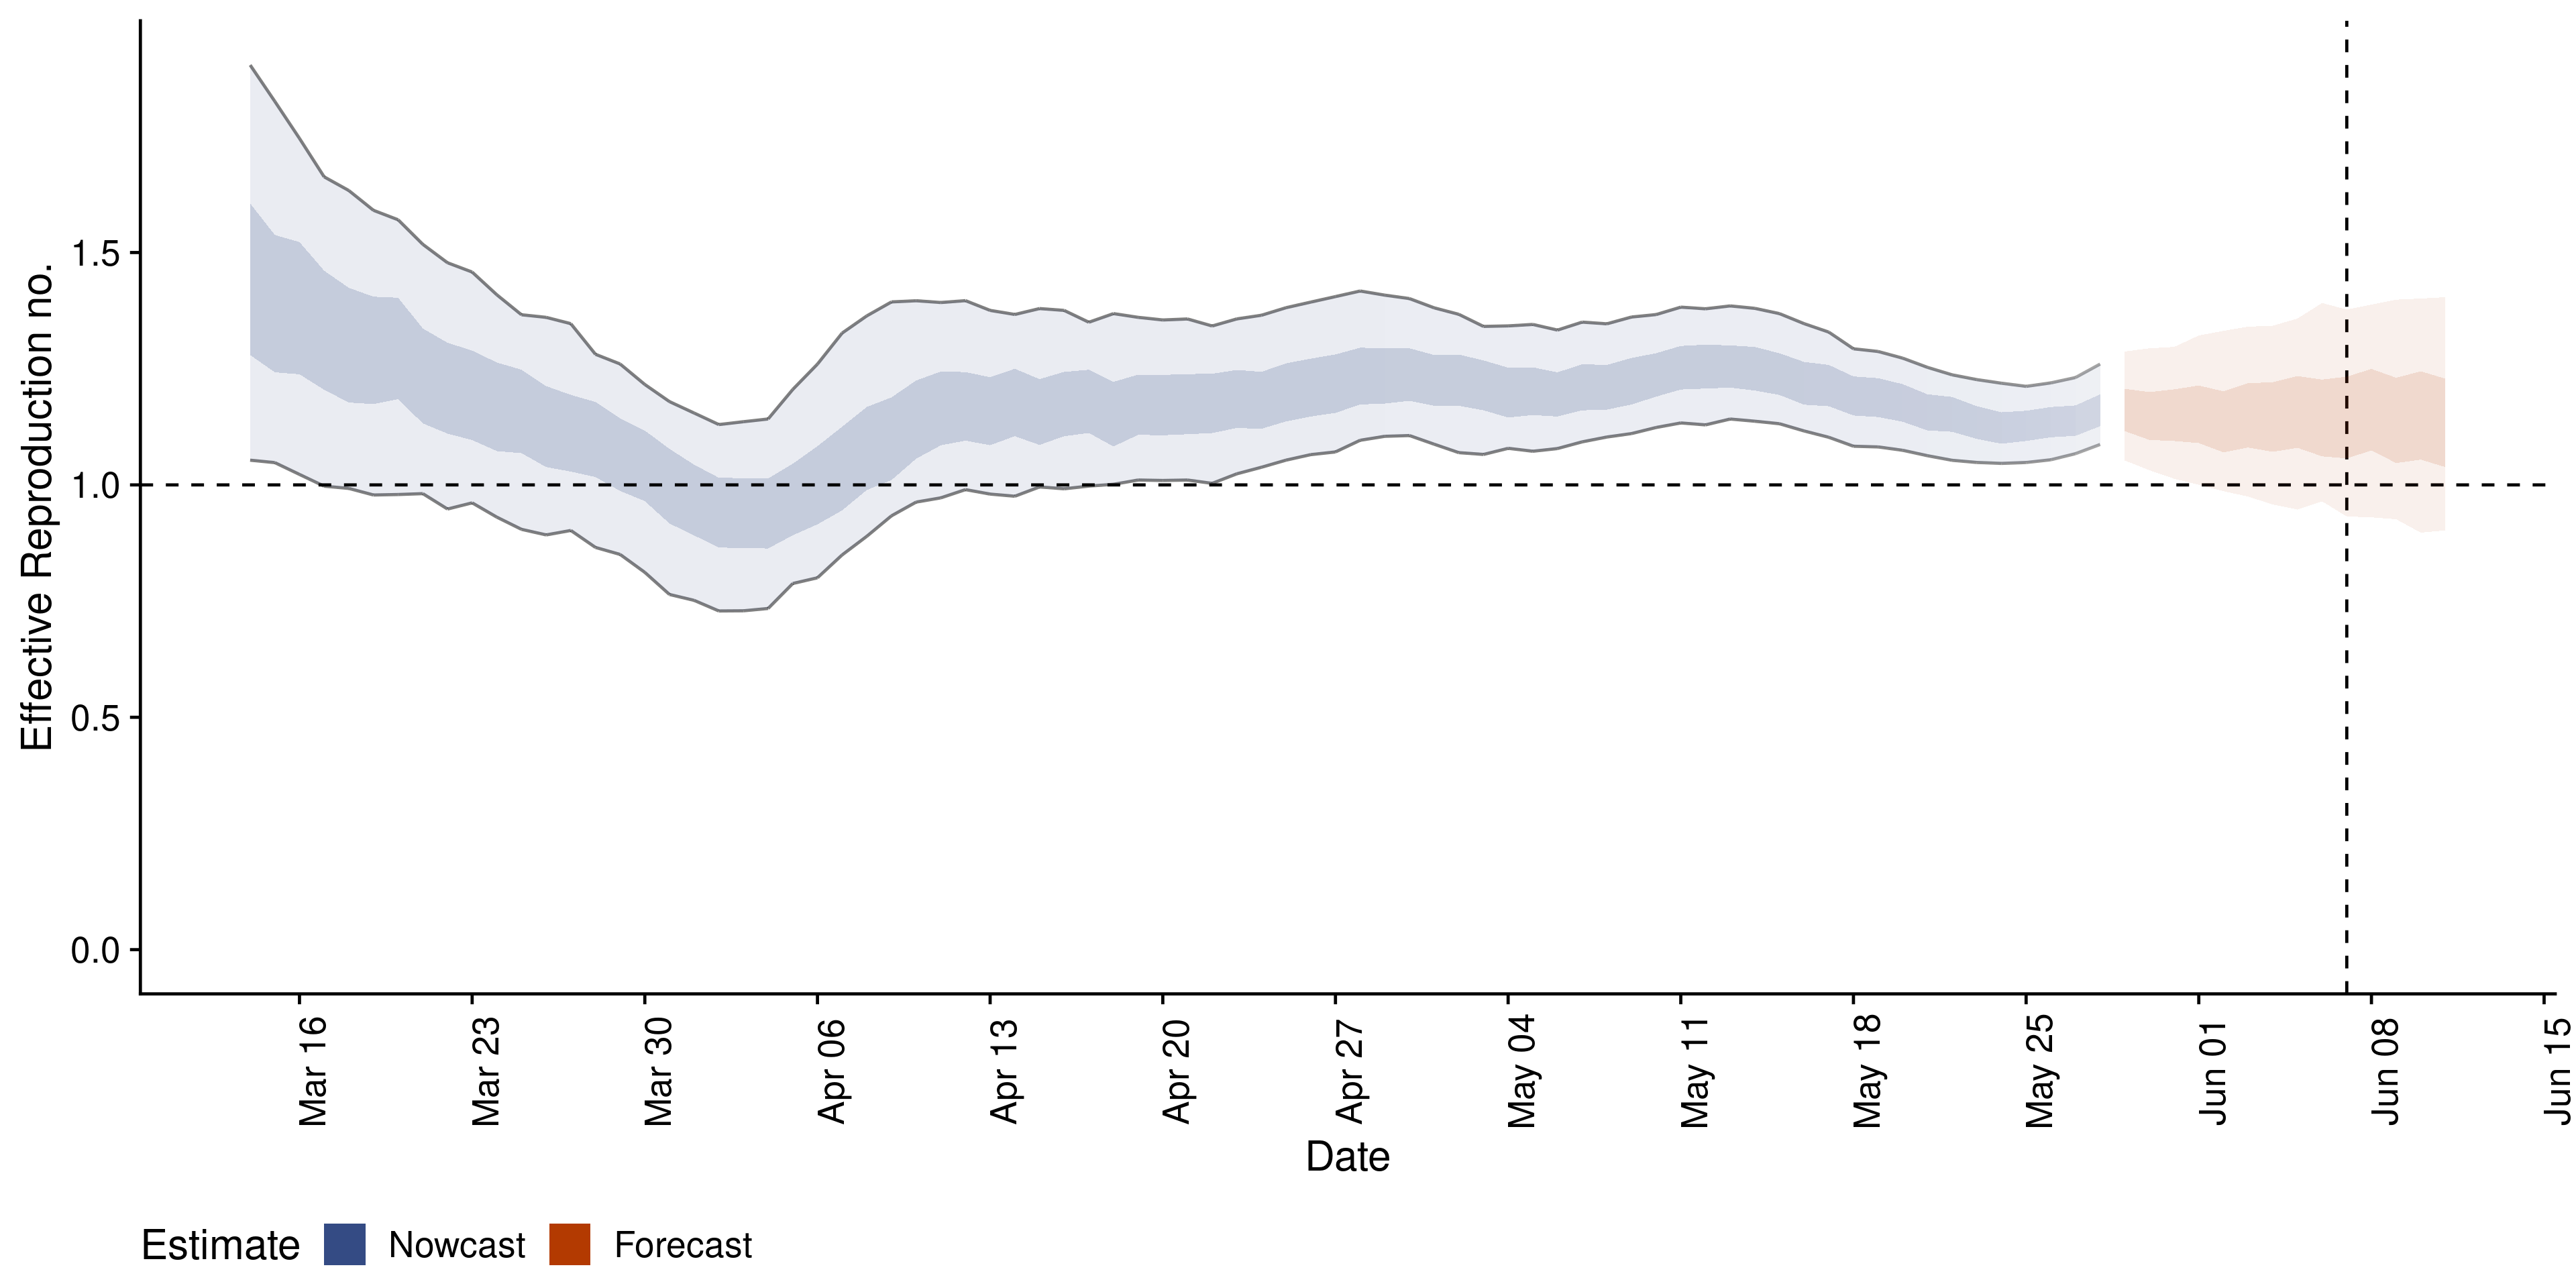 Effective Reproduction no.
1.5
1.0
0.5
0.0
Mar 16
Mar 23
Mar 30
Apr 06
Apr 13
Apr 20
Apr 27
May 04
May 11
May 18
May 25
Jun 01
Jun 08
Jun 15
Date
Estimate Nowcast Forecast